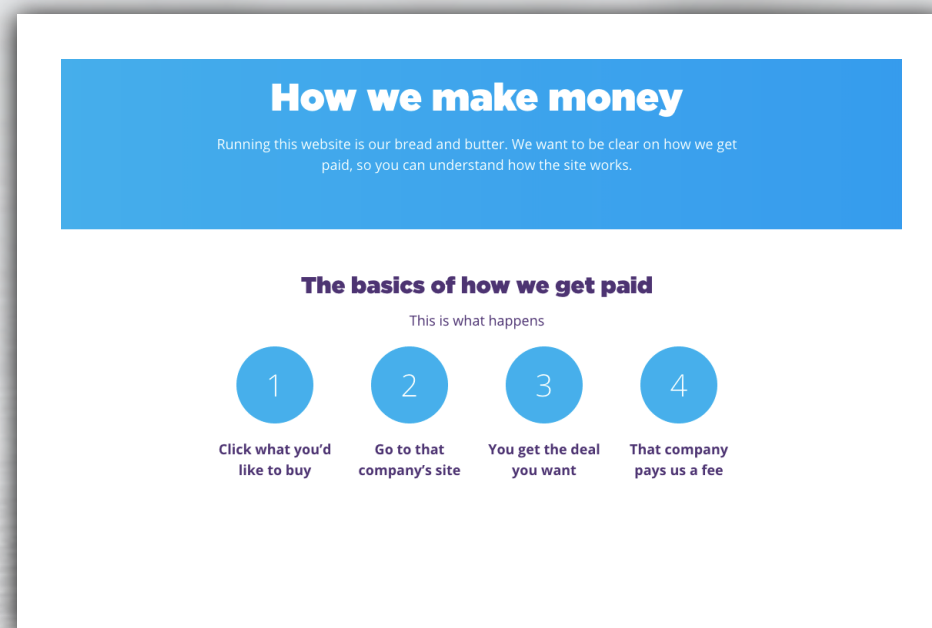 How we make money
Running this website is our bread and butter. We want to be clear on how we get
paid, so you can understand how the site works.
The basics of how we get paid
This is what happens
1
2
3
4
Click what you’d
like to buy
Go to that
company’s site
You get the deal
you want
That company
pays us a fee